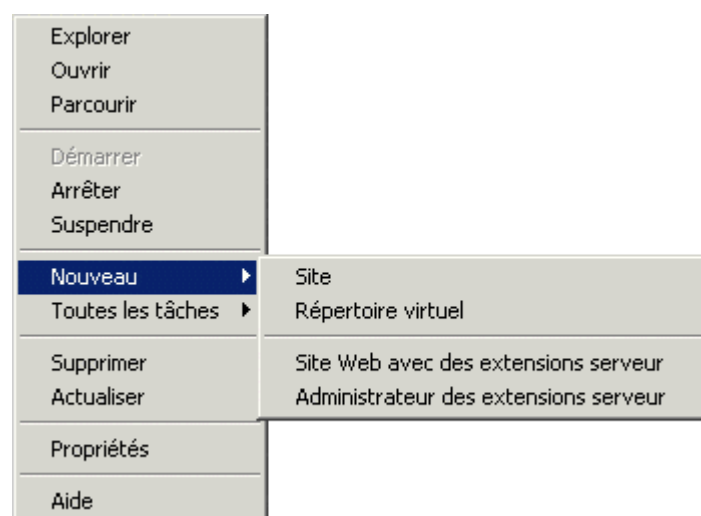 Explorer
Ouvrir
Parcourir
Démarrer
Arrêter
Suspendre
Nouveau
Toutes les tâches
Supprimer
Actualiser
Propriétés
Aide
Site
Répertoire virtuel
Site Web avec des extensions serveur
Administrateur des extensions serveur